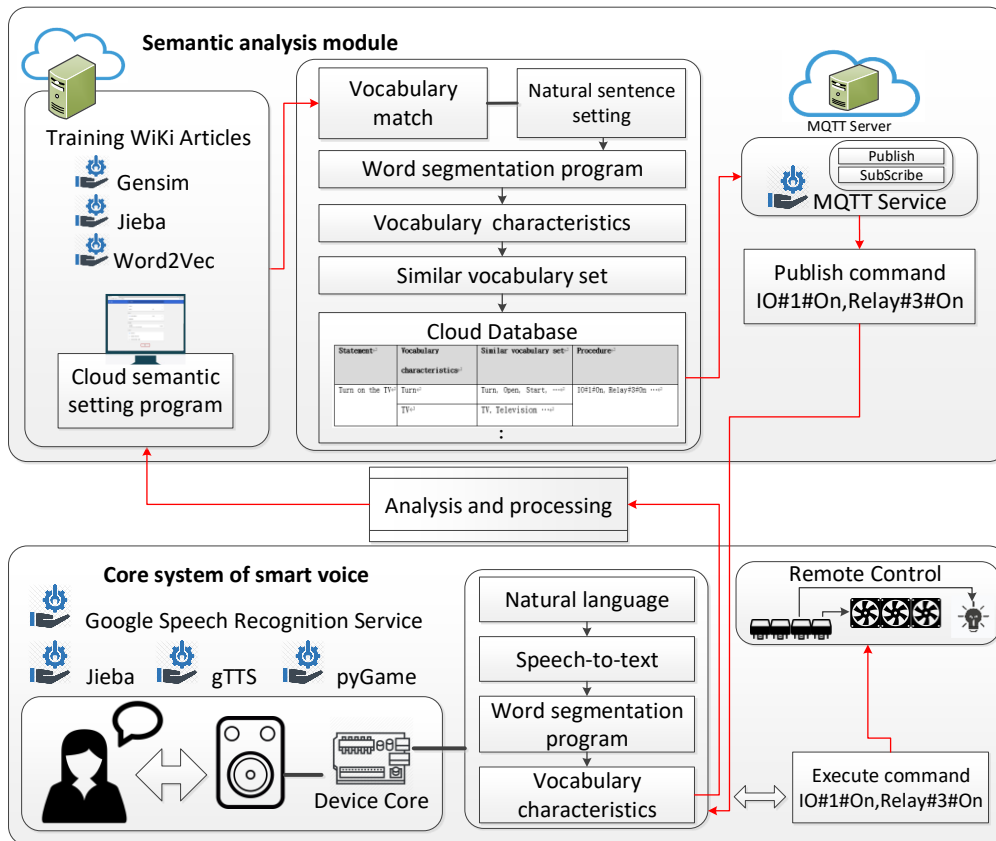 Semantic analysis module
Training WiKi Articles
Gensim
Jieba
Word2Vec
Cloud semantic
setting program
Vocabulary
match
Natural sentence
setting
Word segmentation program
Vocabulary characteristics
Similar vocabulary set
Cloud Database
Statement Vocabulary characteristics Similar vocabulary set Procedure
Turn on the TV Turn Turn, Open, Start, ⋯ IO#1#On, Relay#3#On ⋯
TV TV, Television ⋯
:
MQTT Server
Publish
SubScribe
MQTT Service
Publish command
IO#1#On,Relay#3#On
Analysis and processing
Core system of smart voice
Google Speech Recognition Service
Jieba gTTS pyGame
Device Core
Natural language
Speech-to-text
Word segmentation
program
Vocabulary
characteristics
Remote Control
Execute command
IO#1#On,Relay#3#On